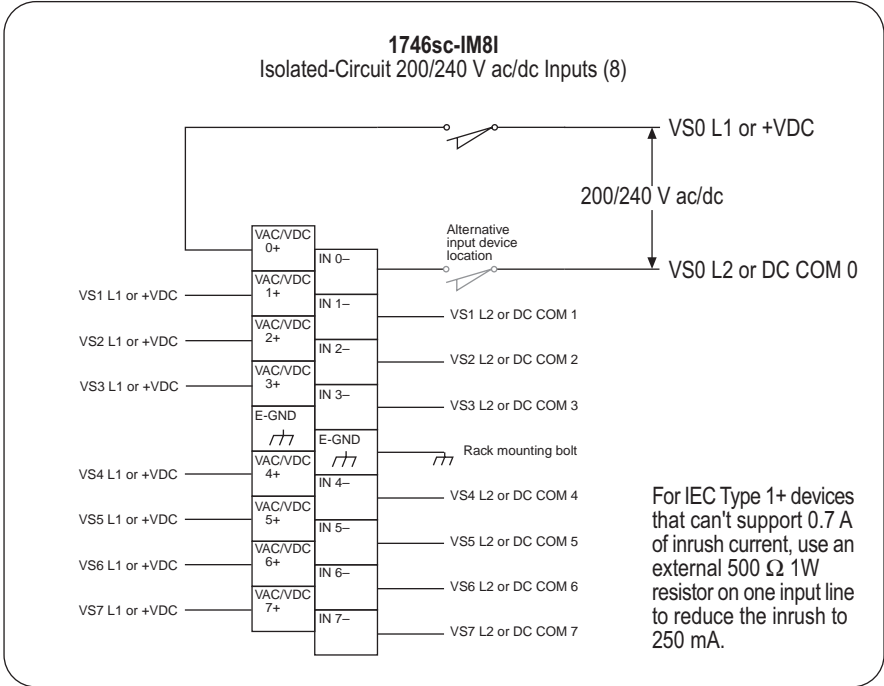 1746sc-IM8I
Isolated-Circuit 200/240 V ac/dc Inputs (8)
VS0 L1 or +VDC
200/240 V ac/dc
VS0 L2 or DC COM 0
Alternative
input device
location
VAC/VDC
0+
IN 0–
VS1 L1 or +VDC
VAC/VDC
1+
IN 1–
VS1 L2 or DC COM 1
VS2 L1 or +VDC
VAC/VDC
2+
IN 2–
VS2 L2 or DC COM 2
VS3 L1 or +VDC
VAC/VDC
3+
IN 3–
VS3 L2 or DC COM 3
E-GND
E-GND
Rack mounting bolt
VS4 L1 or +VDC
VAC/VDC
4+
IN 4–
VS4 L2 or DC COM 4
VS5 L1 or +VDC
VAC/VDC
5+
IN 5–
VS5 L2 or DC COM 5
VS6 L1 or +VDC
VAC/VDC
6+
IN 6–
VS6 L2 or DC COM 6
VS7 L1 or +VDC
VAC/VDC
7+
IN 7–
VS7 L2 or DC COM 7
For IEC Type 1+ devices
that can't support 0.7 A
of inrush current, use an
external 500 Ω 1W
resistor on one input line
to reduce the inrush to
250 mA.